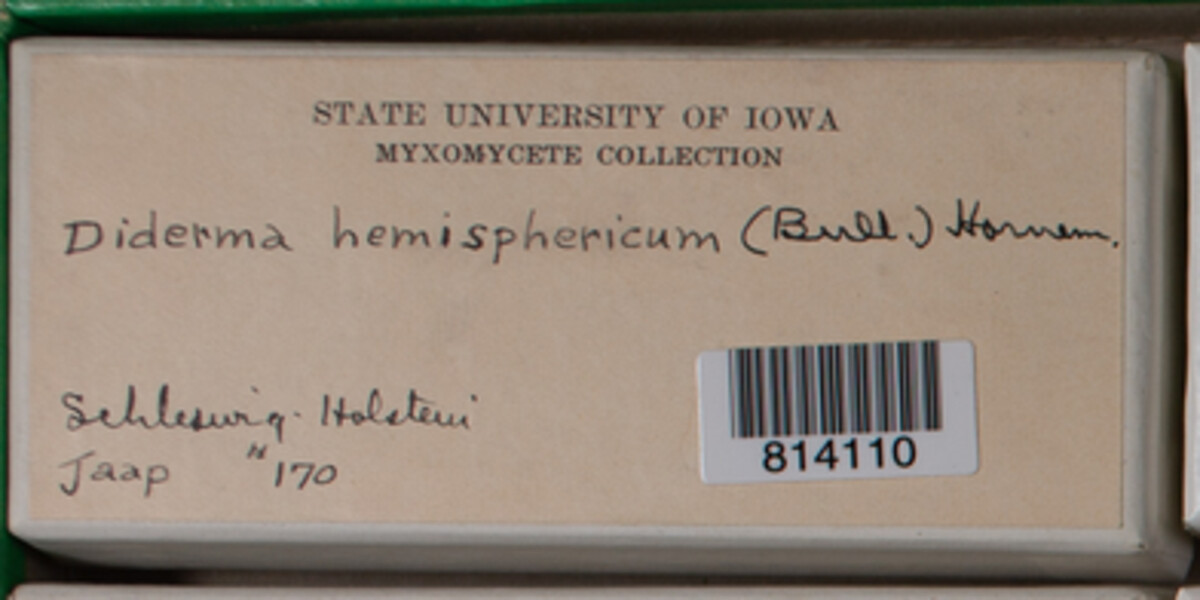 STATE UNIVERSITY OF IOWA
MYXOMYCETE COLLECTION
Diderma hemisphericum (Bull.) Hornem.
Schleswig-Holstein
Jaap #170
814110